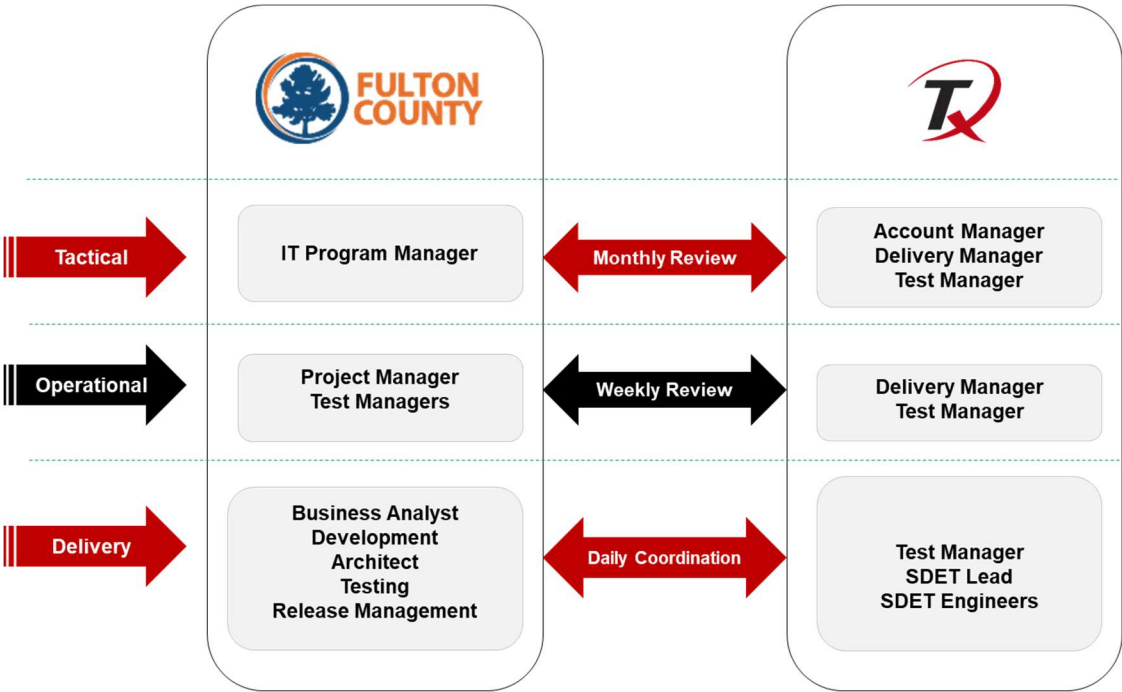 FULTON
COUNTY
Tx
Tactical
IT Program Manager
Monthly Review
Account Manager
Delivery Manager
Test Manager
Operational
Project Manager
Test Managers
Weekly Review
Delivery Manager
Test Manager
Delivery
Business Analyst
Development
Architect
Testing
Release Management
Daily Coordination
Test Manager
SDET Lead
SDET Engineers